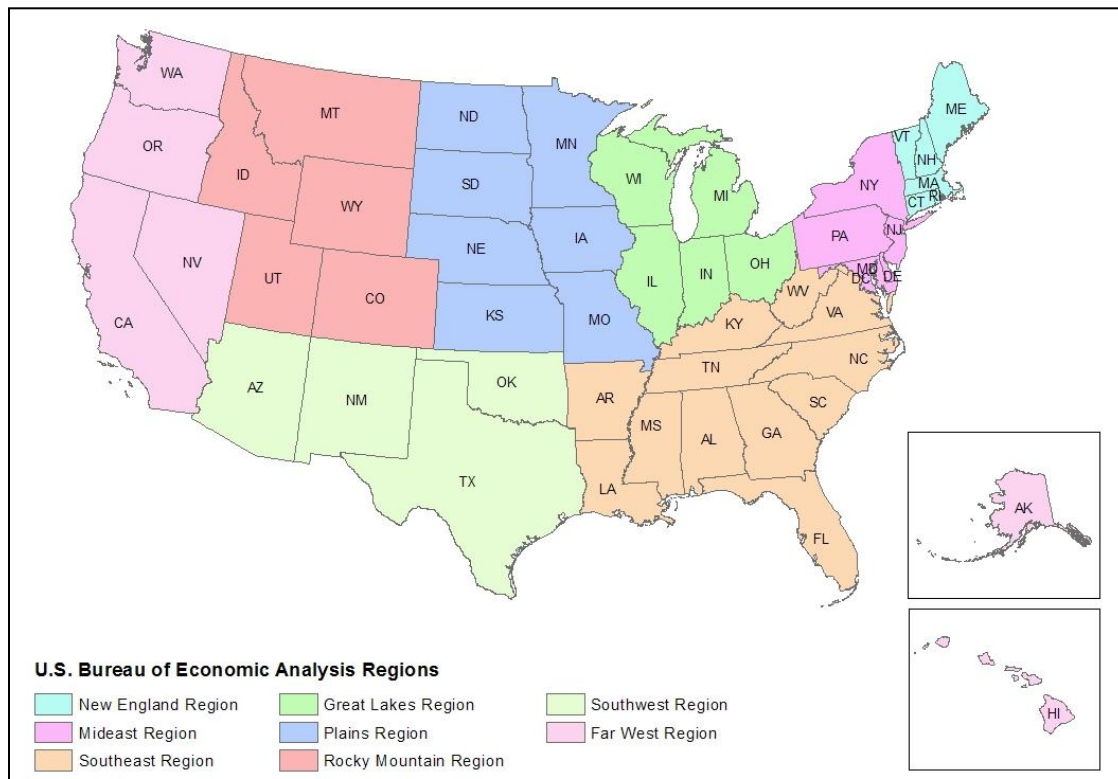 WA
MT
ND
MN
ME
VT
NH
OR
ID
SD
WI
MI
NY
MA
CT
RI
WY
NE
IA
PA
NJ
NV
UT
CO
KS
MO
IL
IN
OH
MD
DC
DE
WV
VA
CA
KY
NC
AZ
NM
OK
AR
TN
SC
MS
AL
GA
TX
LA
FL
AK
HI
U.S. Bureau of Economic Analysis Regions
New England Region
Mideast Region
Southeast Region
Great Lakes Region
Plains Region
Rocky Mountain Region
Southwest Region
Far West Region